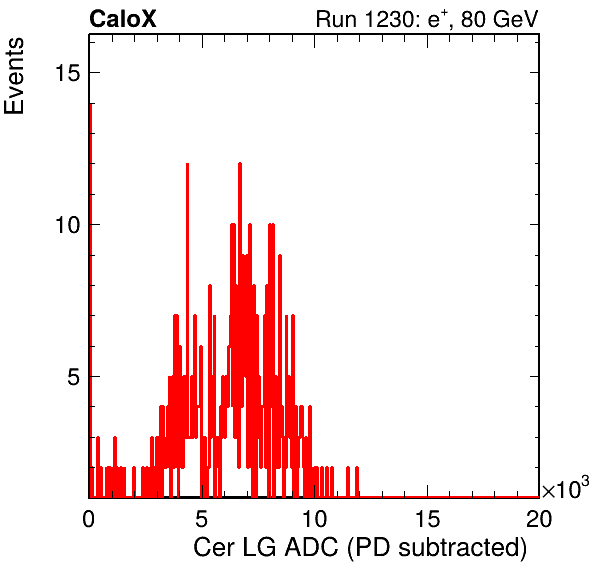 CaloX Run 1230: e⁺, 80 GeV
Events
15
10
5
0 5 10 15 20
×10³
Cer LG ADC (PD subtracted)